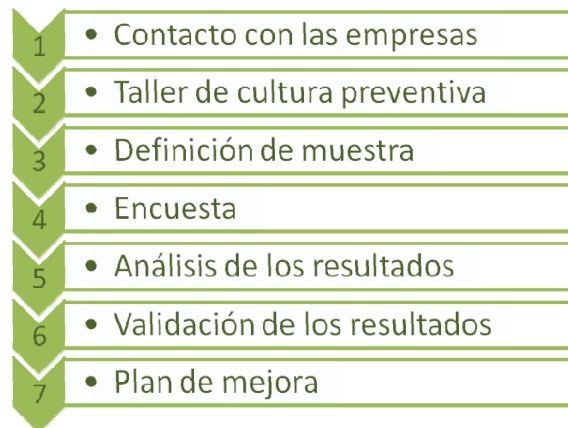 1 • Contacto con las empresas
2 • Taller de cultura preventiva
3 • Definición de muestra
4 • Encuesta
5 • Análisis de los resultados
6 • Validación de los resultados
7 • Plan de mejora